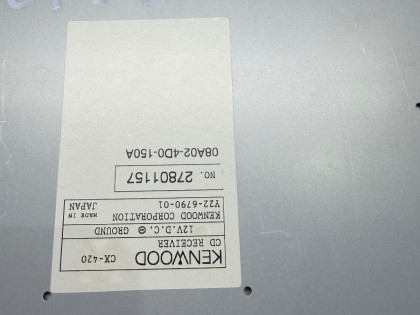 KENWOOD CX-420
CD RECEIVER
12V.D.C. ⊖ GROUND
KENWOOD CORPORATION MADE IN
Y22-6790-01 JAPAN
NO. 27801157
08A02-4D0-150A